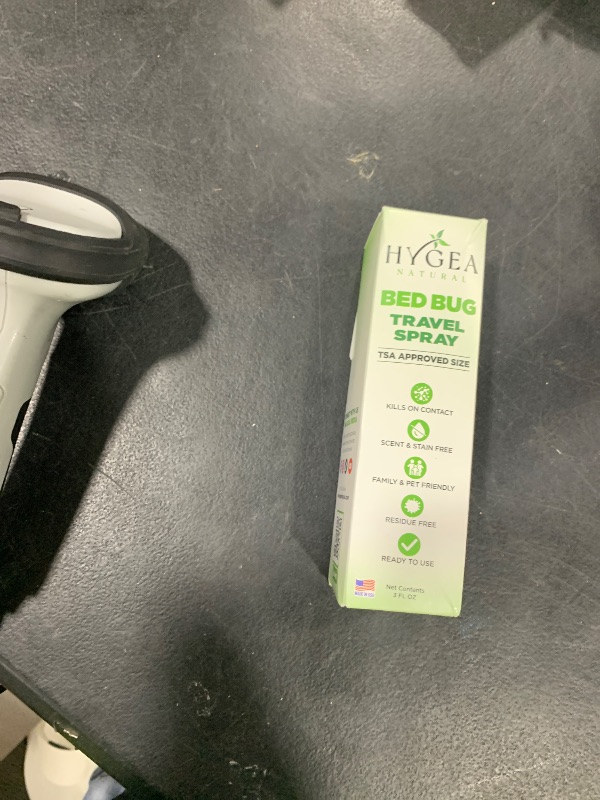 HYGEA
NATURAL
BED BUG
TRAVEL
SPRAY
TSA APPROVED SIZE
KILLS ON CONTACT
SCENT & STAIN FREE
FAMILY & PET FRIENDLY
RESIDUE FREE
READY TO USE
MADE IN USA
Net Contents
3 FL OZ